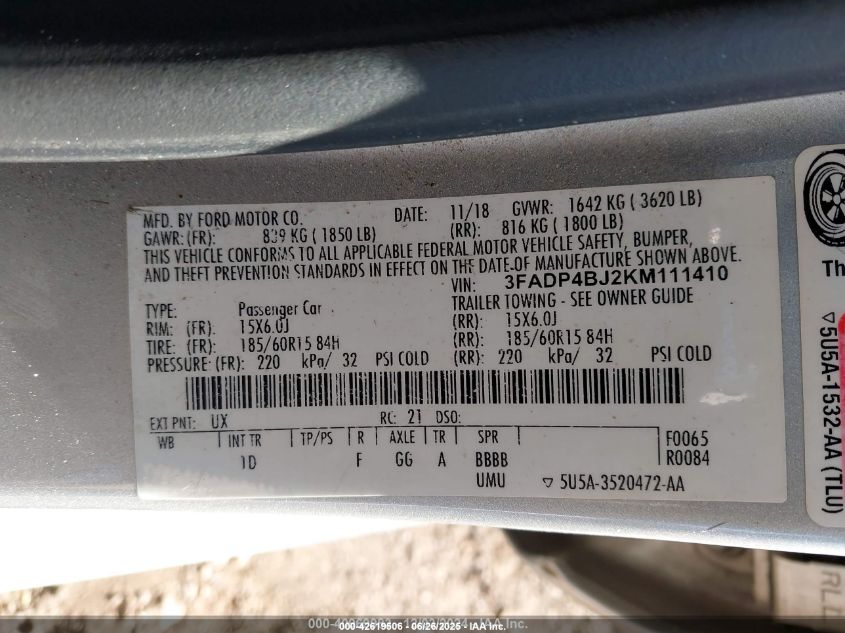 MFD. BY FORD MOTOR CO. DATE: 11/18 GVWR: 1642 KG ( 3620 LB)
GAWR:(FR): 839 KG ( 1850 LB) (RR): 816 KG ( 1800 LB)
THIS VEHICLE CONFORMS TO ALL APPLICABLE FEDERAL MOTOR VEHICLE SAFETY, BUMPER,
AND THEFT PREVENTION STANDARDS IN EFFECT ON THE DATE OF MANUFACTURE SHOWN ABOVE.
VIN: 3FADP4BJ2KM111410
TYPE: Passenger Car TRAILER TOWING - SEE OWNER GUIDE
RIM: (FR): 15X6.0J (RR): 15X6.0J
TIRE: (FR): 185/60R15 84H (RR): 185/60R15 84H
PRESSURE:(FR): 220 kPa/ 32 PSI COLD (RR): 220 kPa/ 32 PSI COLD
EXT PNT: UX RC: 21 DSO:
WB INT TR TP/PS R AXLE TR SPR F0065
1D F GG A BBBB R0084
UMU ▽ 5U5A-3520472-AA
Th
▽5U5A-1532-AA (TLU)
42619606 - 06/26/2025 - IAA Inc.